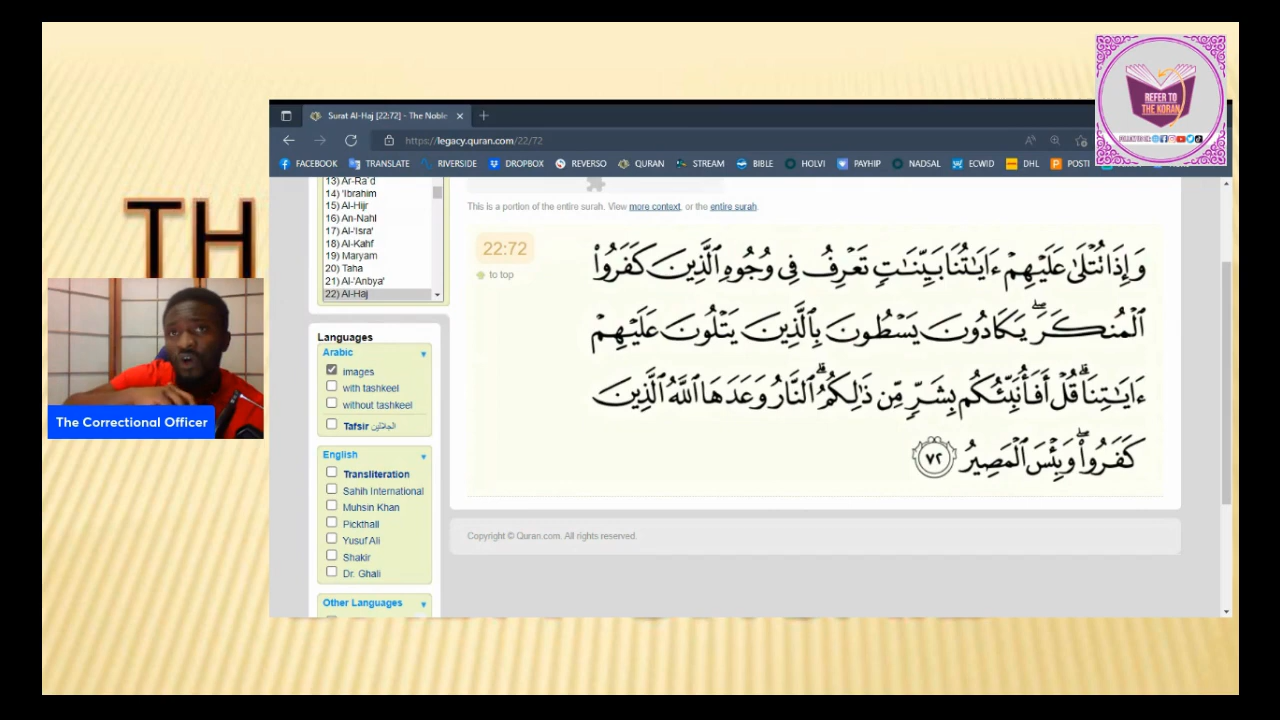 TH
REFER TO
THE KORAN
Surat Al-Haj [22:72] - The Noble
https://legacy.quran.com/22/72
FACEBOOK TRANSLATE RIVERSIDE DROPBOX REVERSO QURAN STREAM BIBLE HOLVI PAYHIP NADSAL ECWID DHL POSTI
13) Ar-Ra`d
14) 'Ibrahim
15) Al-Hijr
16) An-Nahl
17) Al-'Isra'
18) Al-Kahf
19) Maryam
20) Taha
21) Al-'Anbya'
22) Al-Haj
This is a portion of the entire surah. View more context, or the entire surah.
22:72
to top
وَإِذَا تُتْلَىٰ عَلَيْهِمْ ءَايَـٰتُنَا بَيِّنَـٰتٍ تَعْرِفُ فِى وُجُوهِ ٱلَّذِينَ كَفَرُوا۟
ٱلْمُنكَرَ ۖ يَكَادُونَ يَسْطُونَ بِٱلَّذِينَ يَتْلُونَ عَلَيْهِمْ
ءَايَـٰتِنَا ۗ قُلْ أَفَأُنَبِّئُكُم بِشَرٍّ مِّن ذَٰلِكُمُ ۗ ٱلنَّارُ وَعَدَهَا ٱللَّهُ ٱلَّذِينَ
كَفَرُوا۟ ۖ وَبِئْسَ ٱلْمَصِيرُ ٧٢
Languages
Arabic
images
with tashkeel
without tashkeel
Tafsir الجلالين
English
Transliteration
Sahih International
Muhsin Khan
Pickthall
Yusuf Ali
Shakir
Dr. Ghali
Other Languages
Copyright © Quran.com. All rights reserved.
The Correctional Officer